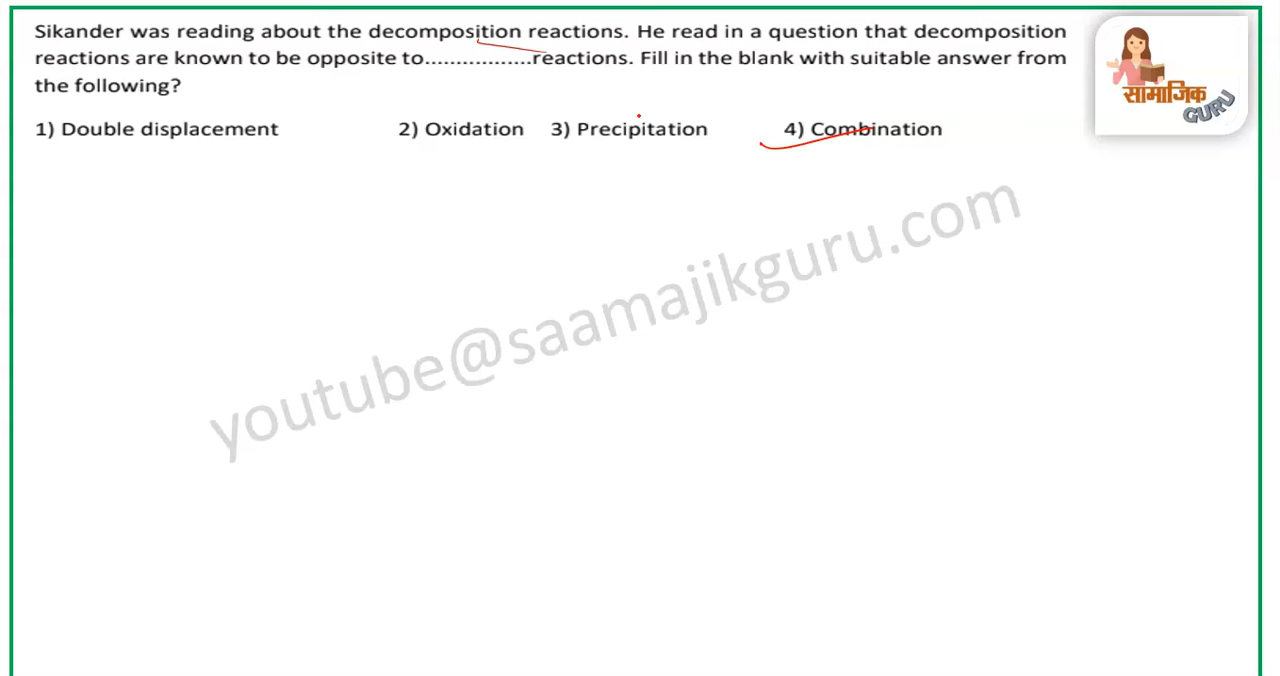 Sikander was reading about the decomposition reactions. He read in a question that decomposition
reactions are known to be opposite to.................reactions. Fill in the blank with suitable answer from
the following?
1) Double displacement 2) Oxidation 3) Precipitation 4) Combination
सामाजिक
GURU
youtube@saamajikguru.com